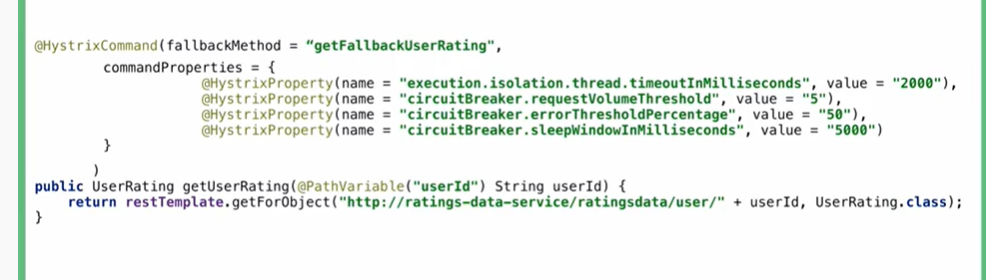 @HystrixCommand(fallbackMethod = “getFallbackUserRating",
commandProperties = {
@HystrixProperty(name = "execution.isolation.thread.timeoutInMilliseconds", value = "2000"),
@HystrixProperty(name = "circuitBreaker.requestVolumeThreshold", value = "5"),
@HystrixProperty(name = "circuitBreaker.errorThresholdPercentage", value = "50"),
@HystrixProperty(name = "circuitBreaker.sleepWindowInMilliseconds", value = "5000")
}
)
public UserRating getUserRating(@PathVariable("userId") String userId) {
return restTemplate.getForObject("http://ratings-data-service/ratingsdata/user/" + userId, UserRating.class);
}